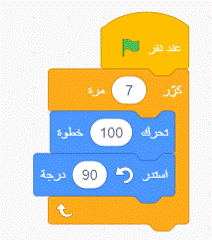 عند نقر
كرّر 7 مرة
تحرك 100 خطوة
استدر 90 درجة